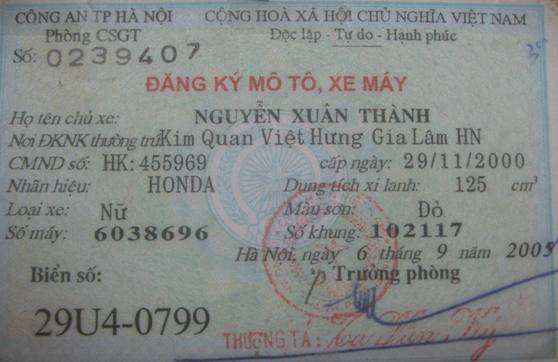 CÔNG AN TP HÀ NỘI CỘNG HOÀ XÃ HỘI CHỦ NGHĨA VIỆT NAM
Phòng CSGT Độc lập - Tự do - Hạnh phúc
Số: 0239407
ĐĂNG KÝ MÔ TÔ, XE MÁY
Họ tên chủ xe: NGUYỄN XUÂN THÀNH
Nơi ĐKNK thường trú: Kim Quan Việt Hưng Gia Lâm HN
CMND số: HK:455969 cấp ngày: 29/11/2000
Nhãn hiệu: HONDA Dung tích xi lanh: 125 cm³
Loại xe: Nữ Màu sơn: Đỏ
Số máy: 6038696 Số khung: 102117
Hà Nội, ngày 6 tháng 9 năm 2005
Biển số: Trưởng phòng
29U4-0799
THƯỢNG TÁ: